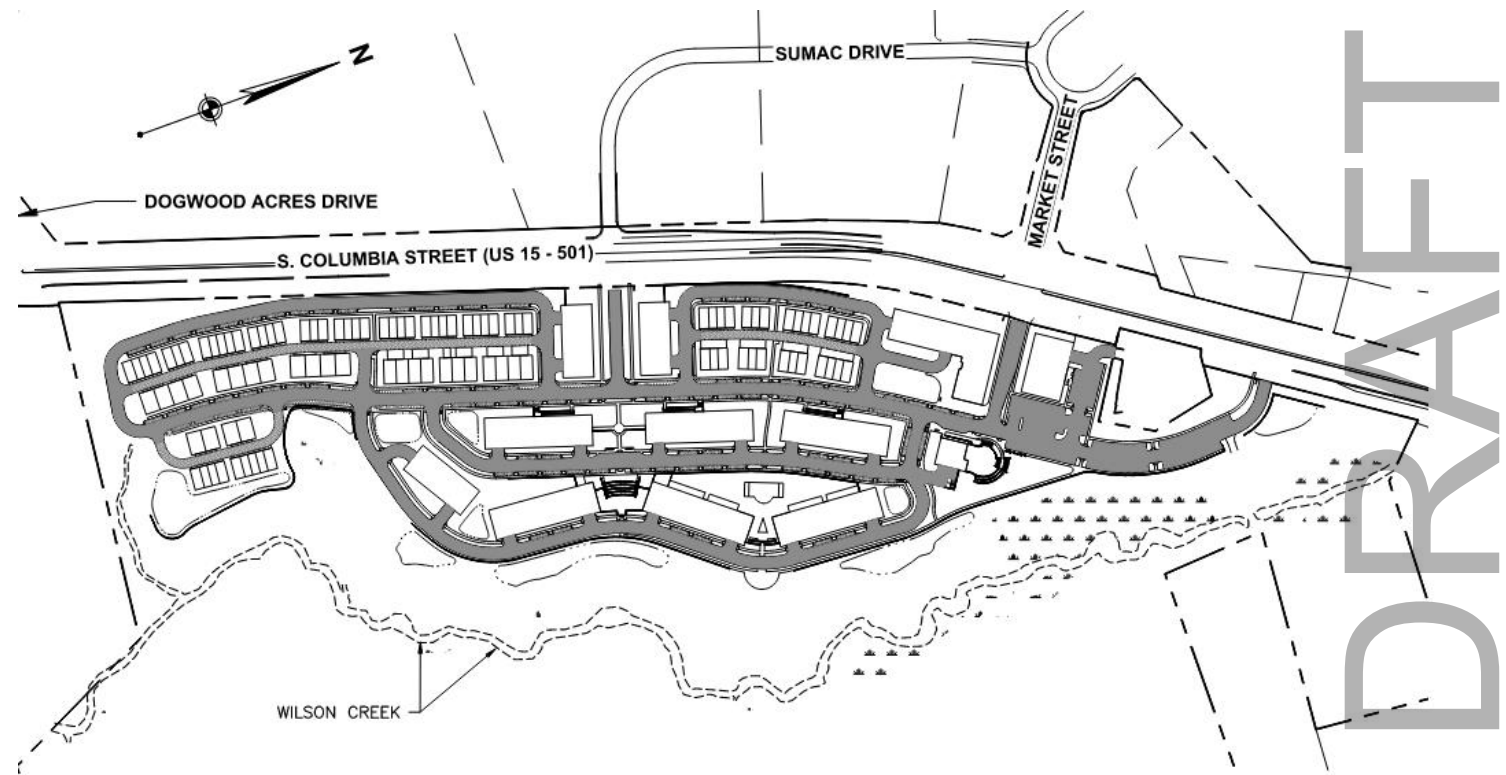 N
SUMAC DRIVE
MARKET STREET
DOGWOOD ACRES DRIVE
S. COLUMBIA STREET (US 15 - 501)
WILSON CREEK
DRAFT